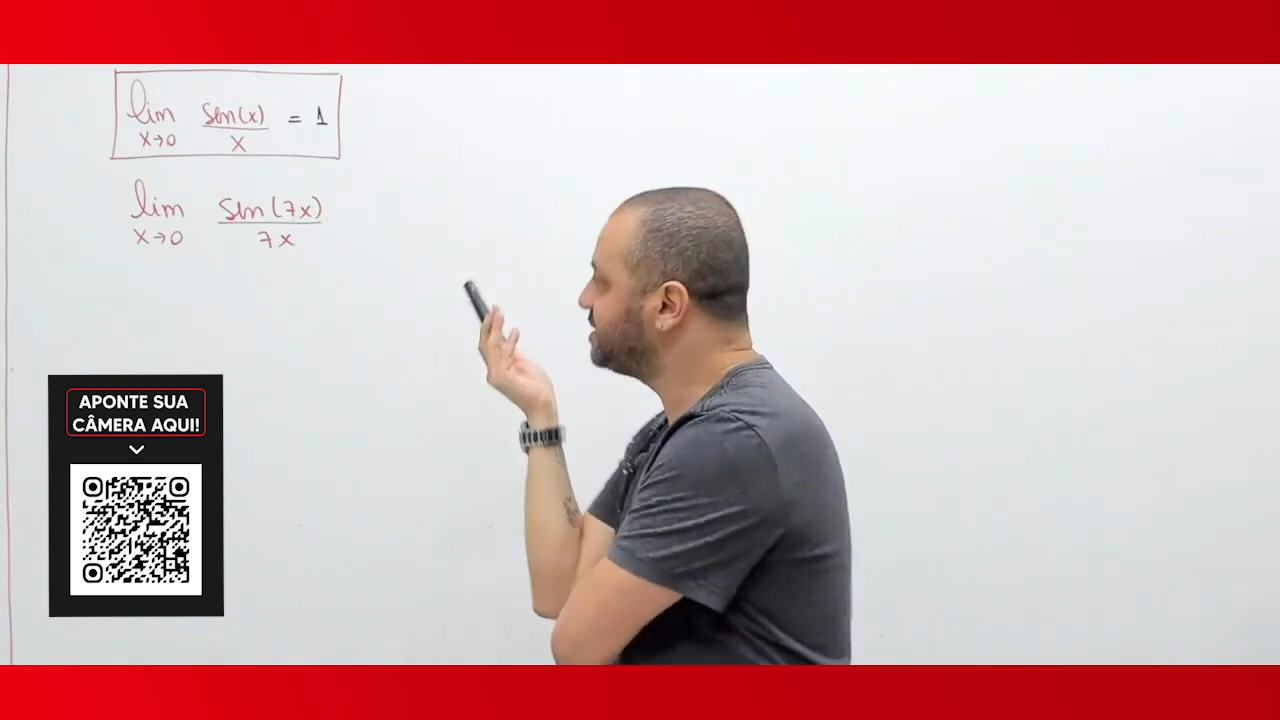 lim sen(x)/x = 1
x→0
lim sen(7x)/7x
x→0
APONTE SUA
CÂMERA AQUI!